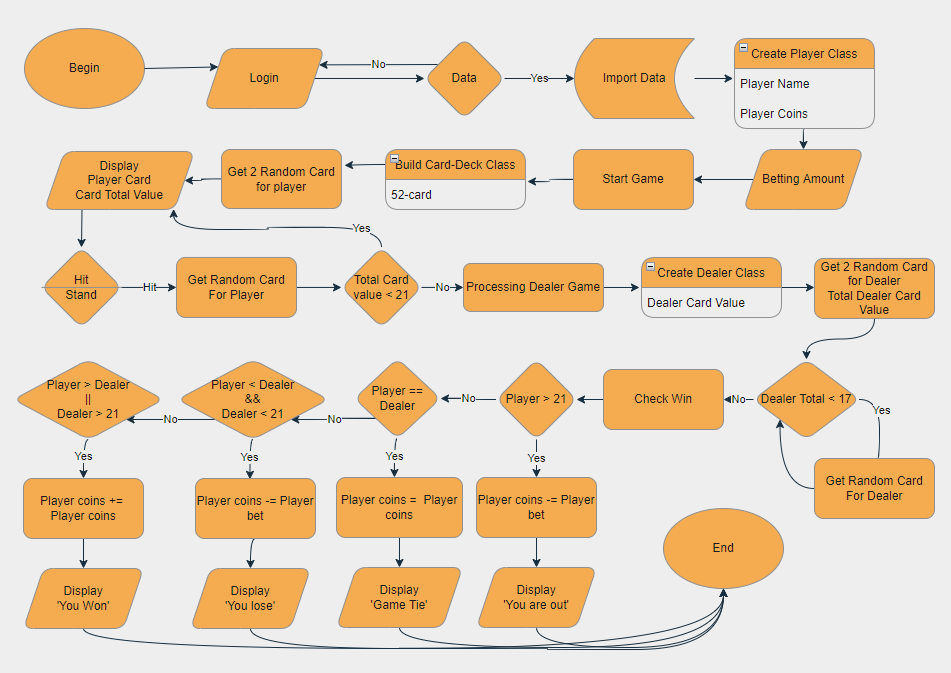 Begin
Login
No
Data
Yes
Import Data
Create Player Class
Player Name
Player Coins
Display
Player Card
Card Total Value
Get 2 Random Card
for player
Build Card-Deck Class
52-card
Start Game
Betting Amount
Yes
Hit
Stand
Hit
Get Random Card
For Player
Total Card
value < 21
No
Processing Dealer Game
Create Dealer Class
Dealer Card Value
Get 2 Random Card
for Dealer
Total Dealer Card
Value
Player > Dealer
||
Dealer > 21
No
Player < Dealer
&&
Dealer < 21
No
Player ==
Dealer
No
Player > 21
Check Win
No
Dealer Total < 17
Yes
Yes
Yes
Yes
Yes
Get Random Card
For Dealer
Player coins +=
Player coins
Player coins -= Player
bet
Player coins = Player
coins
Player coins -= Player
bet
End
Display
'You Won'
Display
'You lose'
Display
'Game Tie'
Display
'You are out'